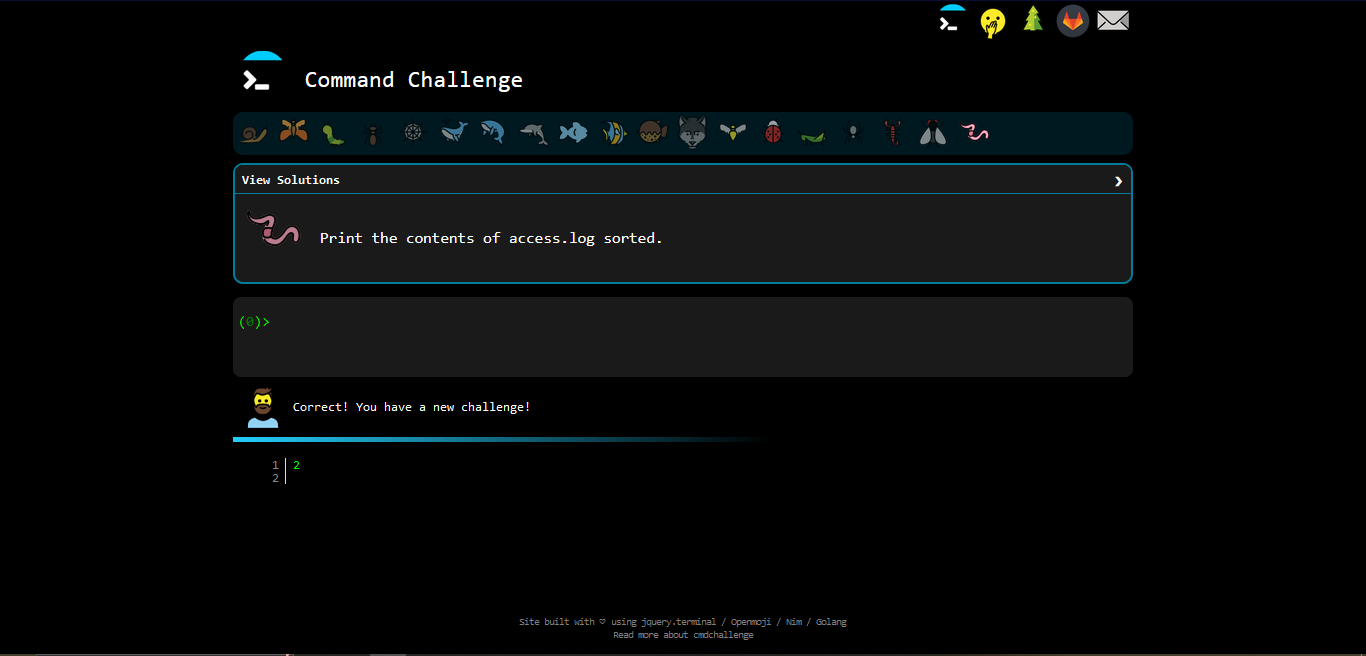 Command Challenge
View Solutions
Print the contents of access.log sorted.
(0)>
Correct! You have a new challenge!
1 2
2
Site built with ♡ using jquery.terminal / Openmoji / Nim / Golang
Read more about cmdchallenge